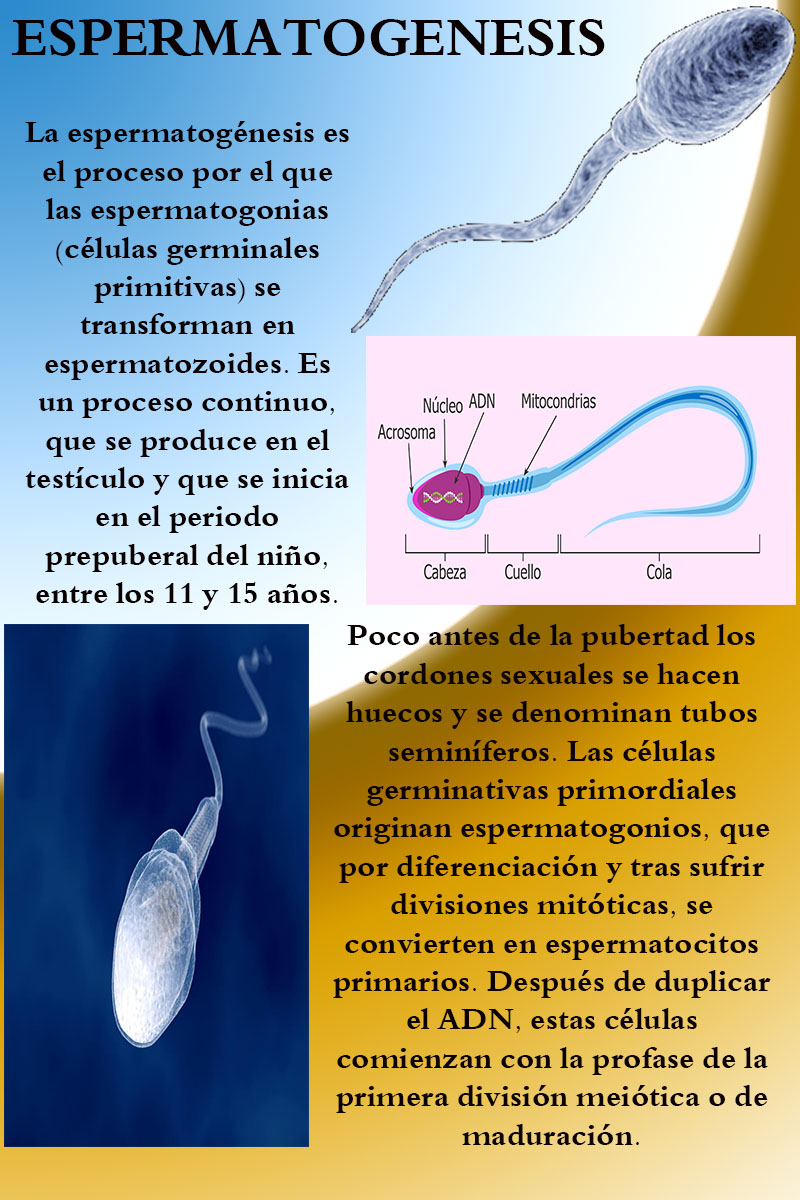 ESPERMATOGENESIS
La espermatogénesis es
el proceso por el que
las espermatogonias
(células germinales
primitivas) se
transforman en
espermatozoides. Es
un proceso continuo,
que se produce en el
testículo y que se inicia
en el periodo
prepuberal del niño,
entre los 11 y 15 años.
Núcleo ADN Mitocondrias
Acrosoma
Cabeza Cuello Cola
Poco antes de la pubertad los
cordones sexuales se hacen
huecos y se denominan tubos
seminíferos. Las células
germinativas primordiales
originan espermatogonios, que
por diferenciación y tras sufrir
divisiones mitóticas, se
convierten en espermatocitos
primarios. Después de duplicar
el ADN, estas células
comienzan con la profase de la
primera división meiótica o de
maduración.